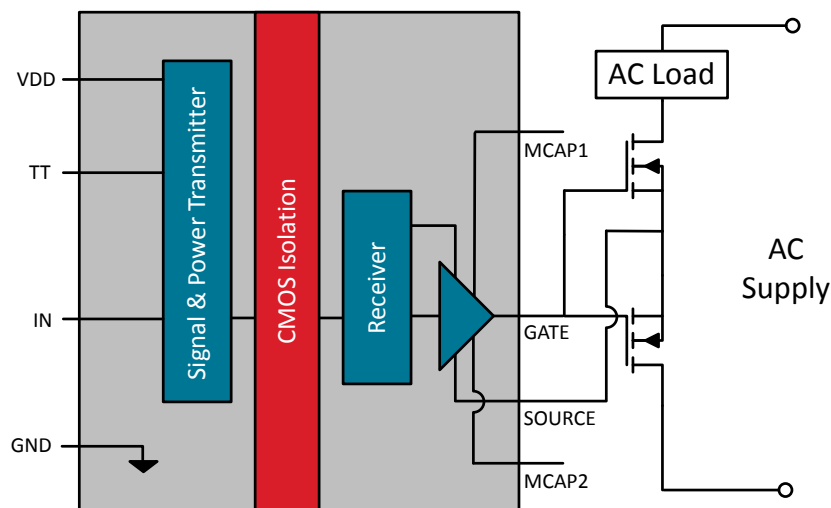 VDD
TT
IN
GND
Signal & Power Transmitter
CMOS Isolation
Receiver
MCAP1
GATE
SOURCE
MCAP2
AC Load
AC
Supply